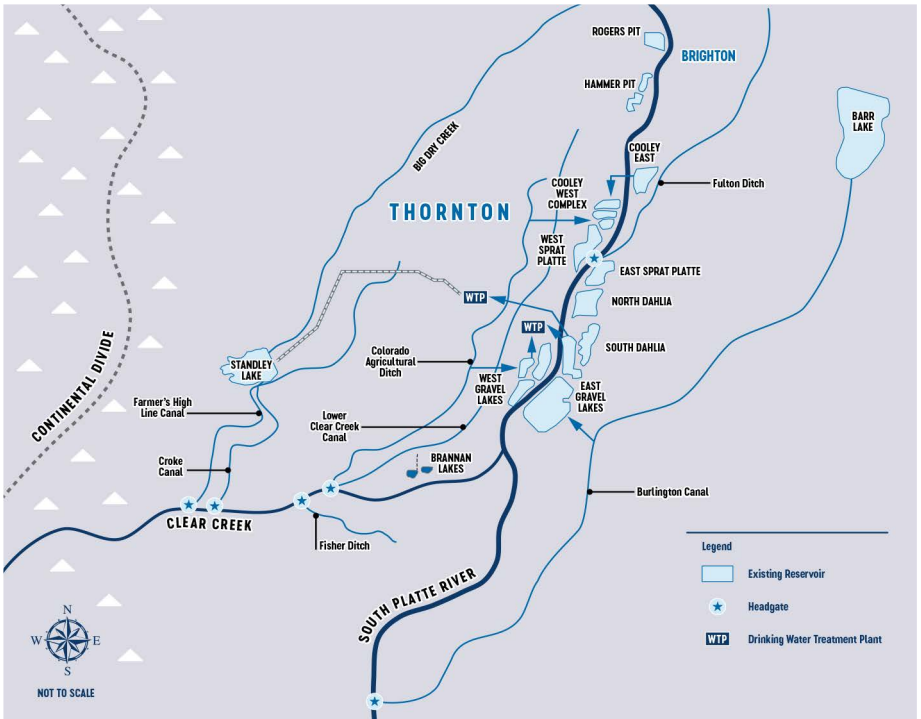 ROGERS PIT
BRIGHTON
HAMMER PIT
BARR
LAKE
BIG DRY CREEK
COOLEY
EAST
Fulton Ditch
COOLEY
WEST
COMPLEX
THORNTON
WEST
SPRAT
PLATTE
EAST SPRAT PLATTE
WTP
NORTH DAHLIA
WTP
SOUTH DAHLIA
CONTINENTAL DIVIDE
STANDLEY
LAKE
Colorado
Agricultural
Ditch
WEST
GRAVEL
LAKES
EAST
GRAVEL
LAKES
Farmer's High
Line Canal
Lower
Clear Creek
Canal
Croke
Canal
BRANNAN
LAKES
Burlington Canal
CLEAR CREEK
Fisher Ditch
SOUTH PLATTE RIVER
Legend
Existing Reservoir
Headgate
WTP Drinking Water Treatment Plant
N
W E
S
NOT TO SCALE